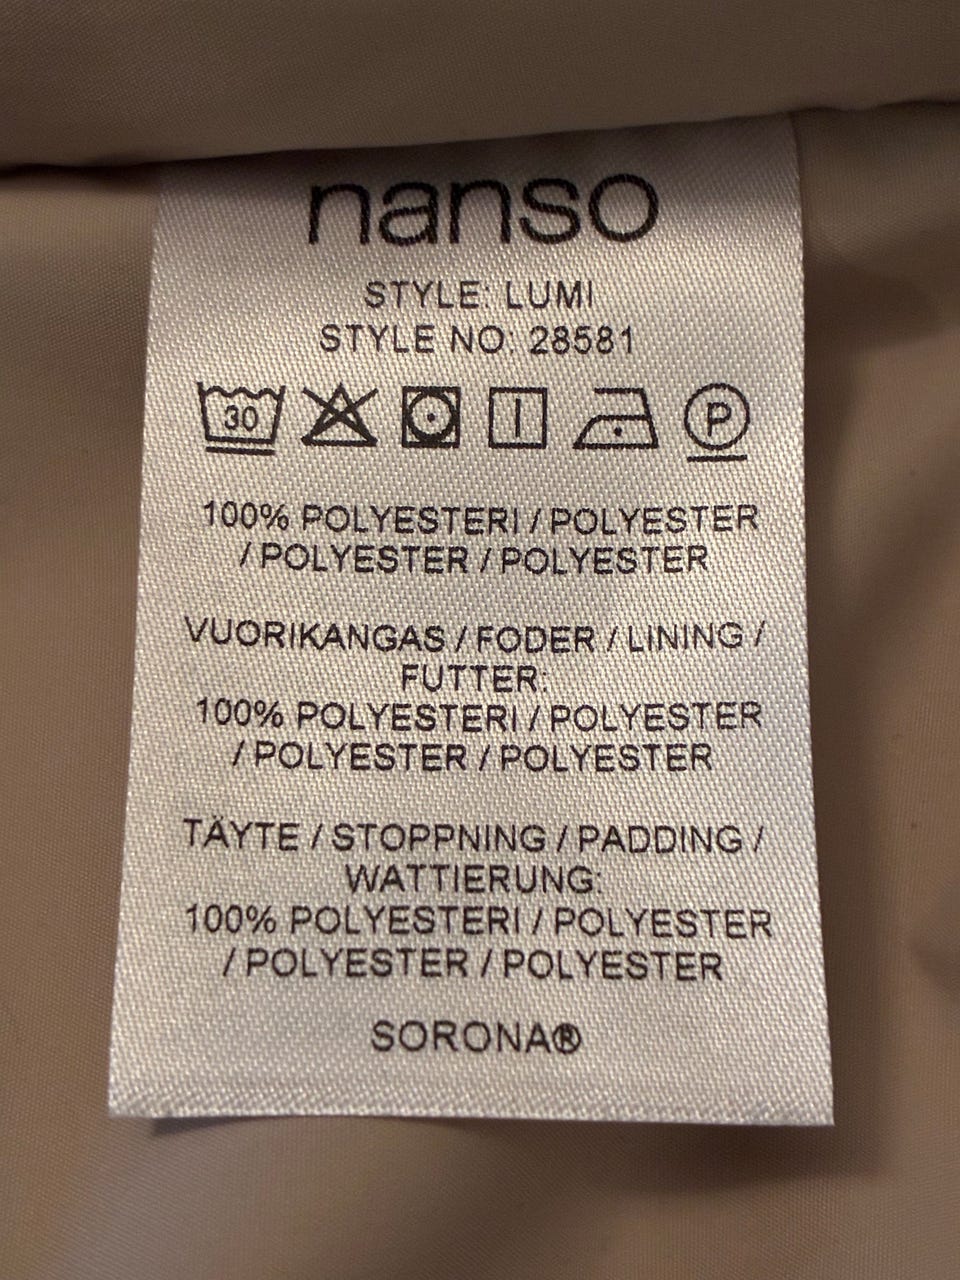 nanso
STYLE: LUMI
STYLE NO: 28581
30 P
100% POLYESTERI / POLYESTER
/ POLYESTER / POLYESTER
VUORIKANGAS / FODER / LINING /
FUTTER:
100% POLYESTERI / POLYESTER
/ POLYESTER / POLYESTER
TÄYTE / STOPPNING / PADDING /
WATTIERUNG:
100% POLYESTERI / POLYESTER
/ POLYESTER / POLYESTER
SORONA®